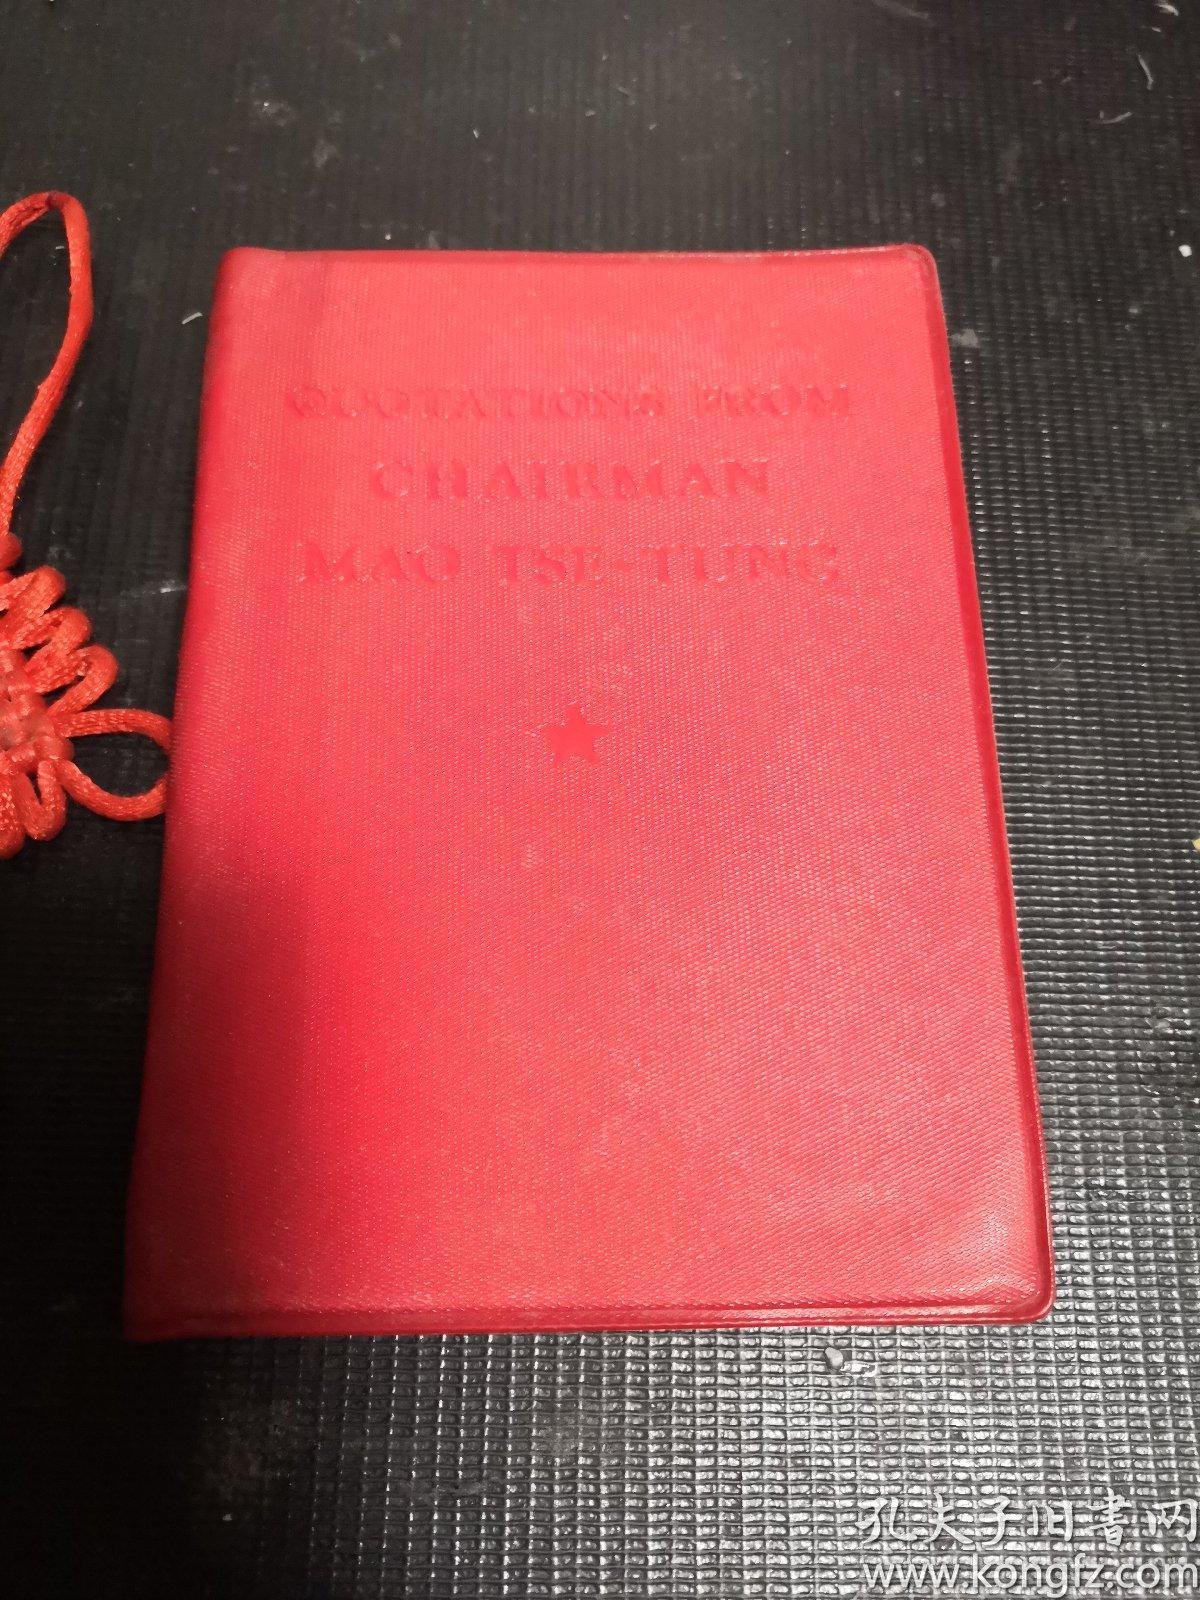 QUOTATIONS FROM
CHAIRMAN
MAO TSE-TUNG
孔夫子旧书网
www.kongfz.com